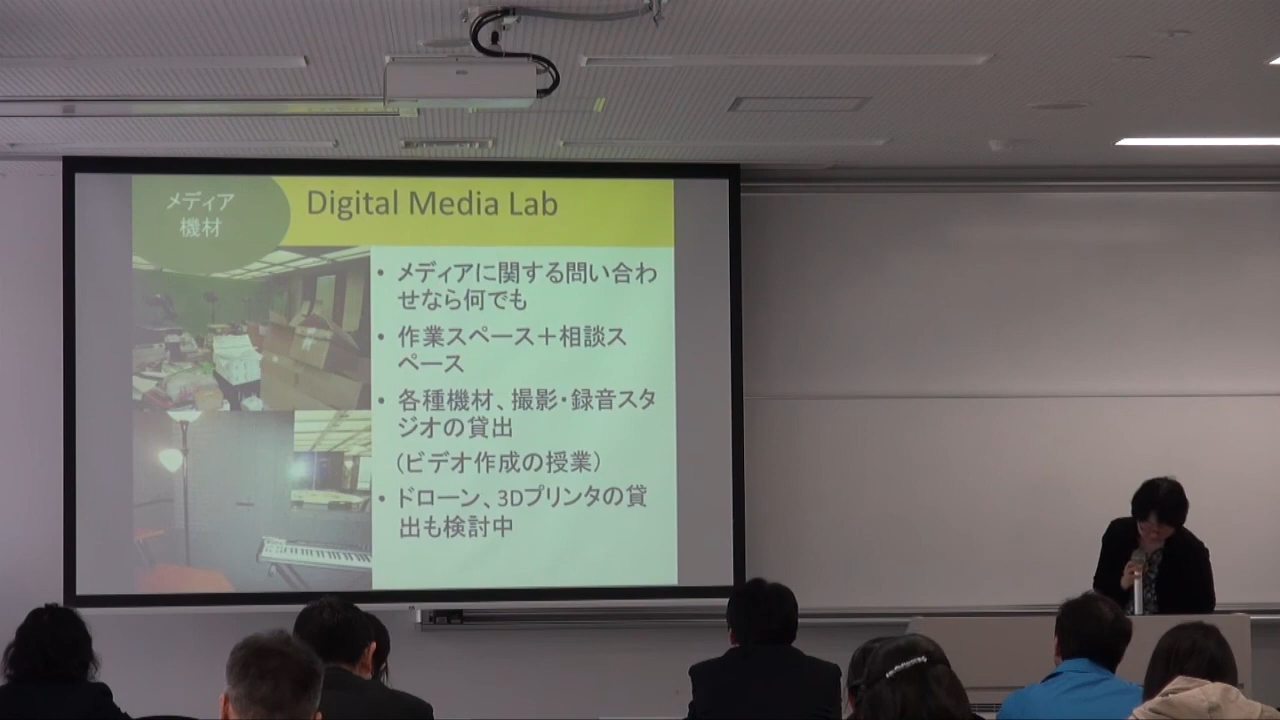 メディア
機材
Digital Media Lab
• メディアに関する問い合わ
せなら何でも
• 作業スペース＋相談ス
ペース
• 各種機材、撮影・録音スタ
ジオの貸出
（ビデオ作成の授業）
• ドローン、3Dプリンタの貸
出も検討中